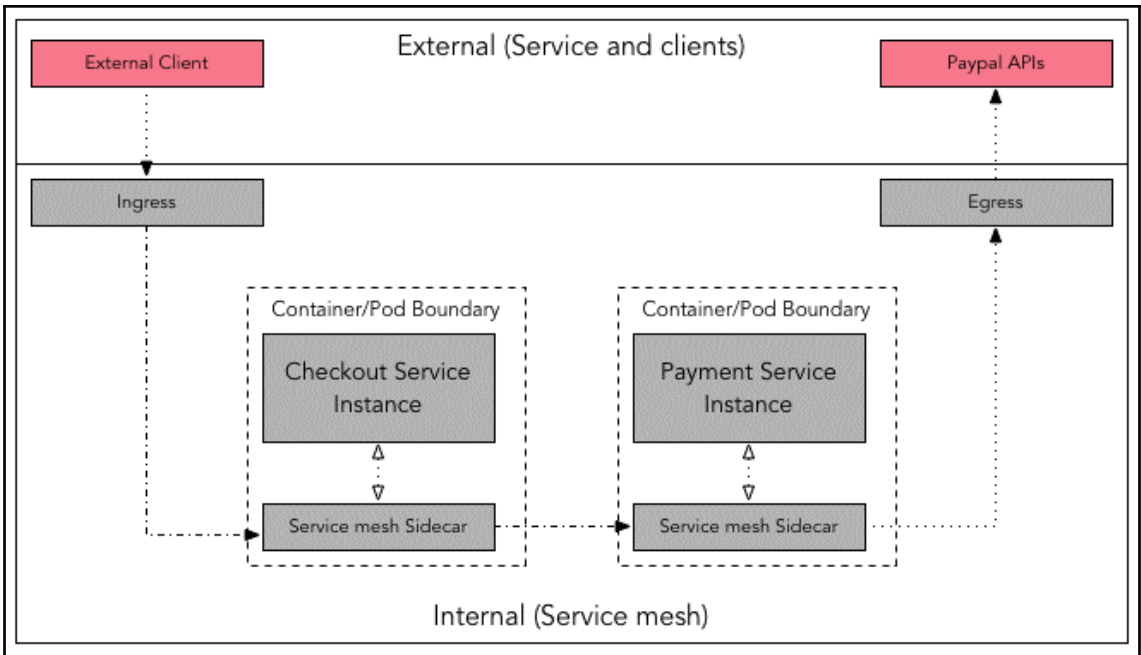 External (Service and clients)
External Client
Paypal APIs
Ingress
Egress
Container/Pod Boundary
Container/Pod Boundary
Checkout Service
Instance
Payment Service
Instance
Service mesh Sidecar
Service mesh Sidecar
Internal (Service mesh)